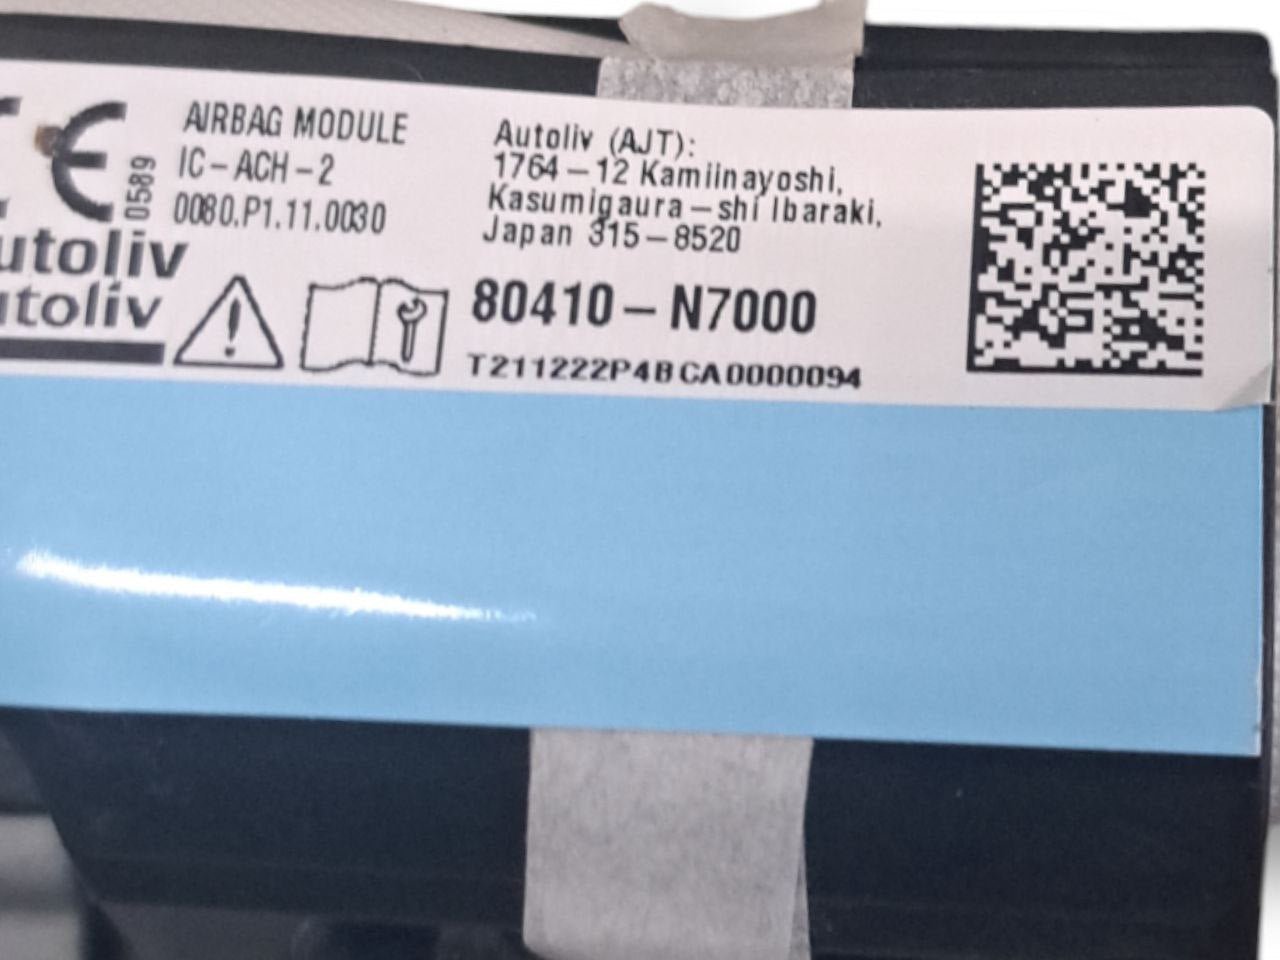 CE 0589
AIRBAG MODULE
IC-ACH-2
0080.P1.11.0030
utoliv
utoliv
Autoliv (AJT):
1764-12 Kamiinayoshi,
Kasumigaura-shi Ibaraki,
Japan 315-8520
80410-N7000
T211222P4BCA0000094